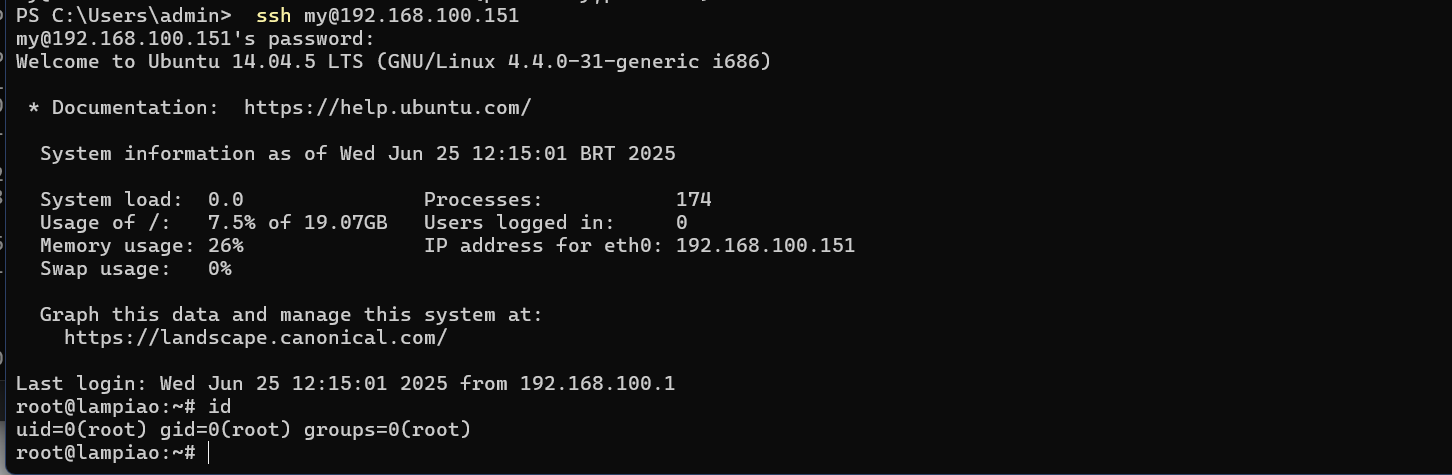 PS C:\Users\admin>  ssh my@192.168.100.151
my@192.168.100.151's password:
Welcome to Ubuntu 14.04.5 LTS (GNU/Linux 4.4.0-31-generic i686)

 * Documentation:  https://help.ubuntu.com/

  System information as of Wed Jun 25 12:15:01 BRT 2025

  System load:  0.0               Processes:           174
  Usage of /:   7.5% of 19.07GB   Users logged in:     0
  Memory usage: 26%               IP address for eth0: 192.168.100.151
  Swap usage:   0%

  Graph this data and manage this system at:
    https://landscape.canonical.com/

Last login: Wed Jun 25 12:15:01 2025 from 192.168.100.1
root@lampiao:~# id
uid=0(root) gid=0(root) groups=0(root)
root@lampiao:~#